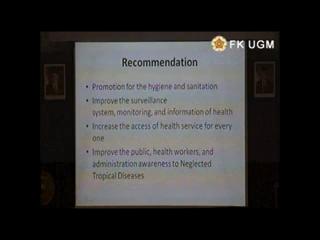 FK UGM
Recommendation
• Promotion for the hygiene and sanitation
• Improve the surveillance
system, monitoring, and information of health
• Increase the access of health service for every
one
• Improve the public, health workers, and
administration awareness to Neglected
Tropical Diseases